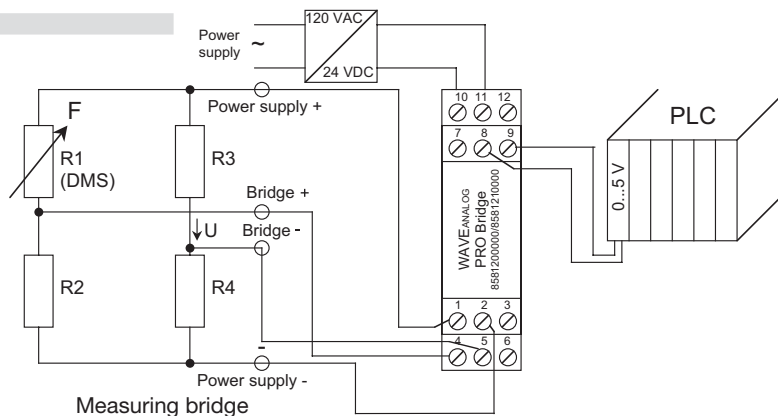 120 VAC
Power
supply
~
24 VDC
10 11 12
Power supply +
PLC
F
7 8 9
R1
(DMS)
R3
0...5 V
Bridge +
U
Bridge -
WAVEANALOG
PRO Bridge
8581200000/8581210000
R2
R4
1 2 3
4 5 6
-
Power supply -
Measuring bridge